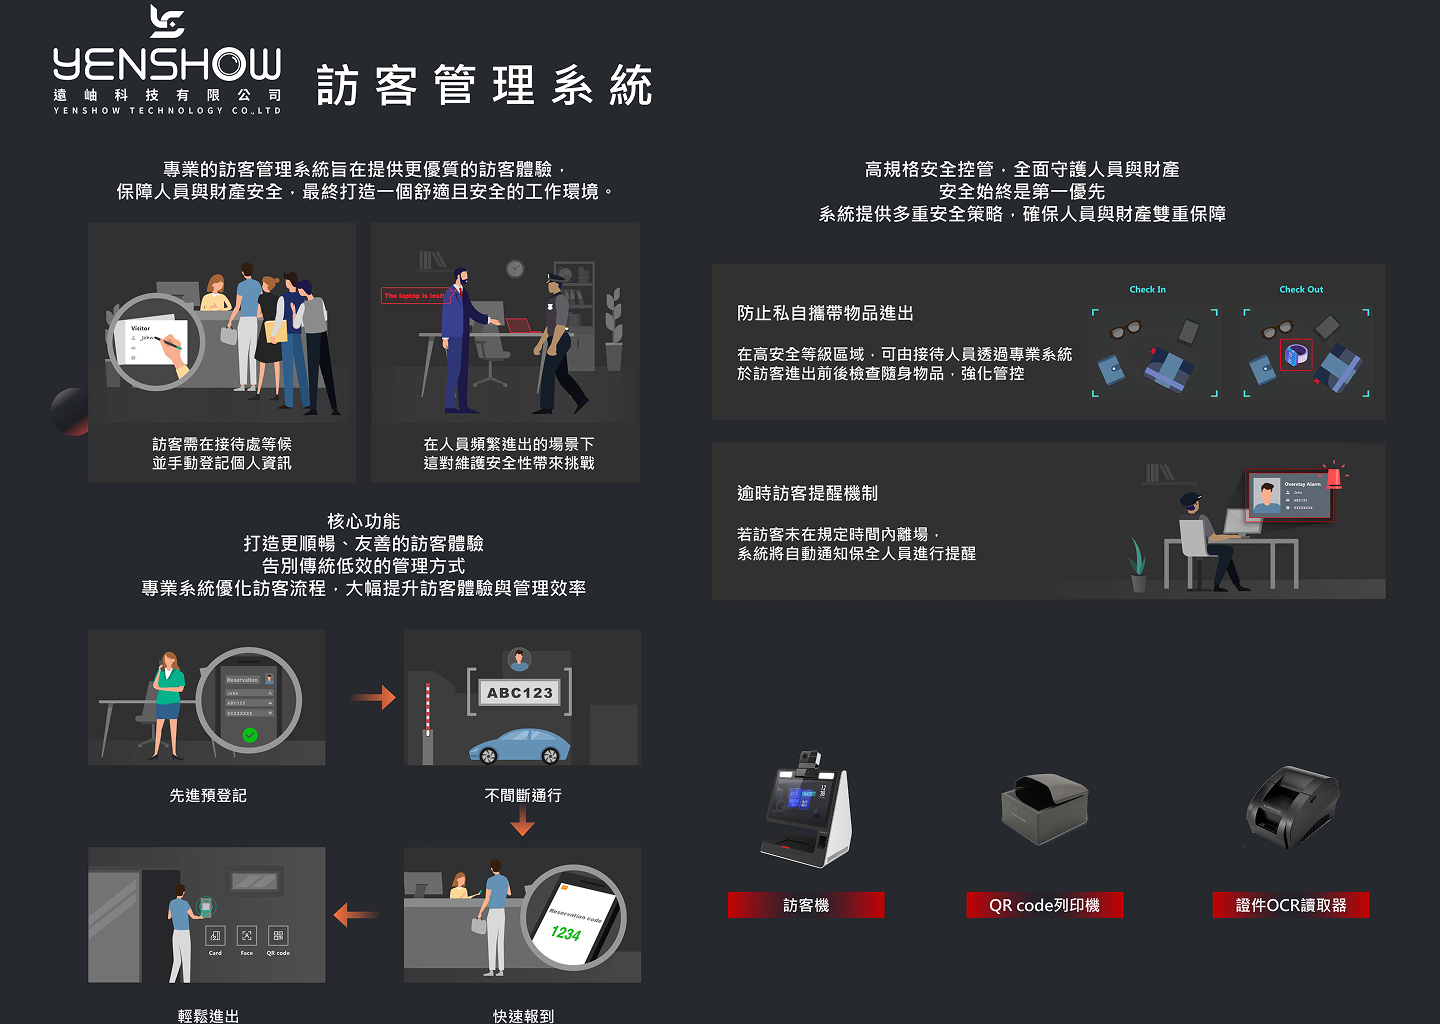 YENSHOW
遠岫科技有限公司
YENSHOW TECHNOLOGY CO.,LTD
訪客管理系統
專業的訪客管理系統旨在提供更優質的訪客體驗，
保障人員與財產安全，最終打造一個舒適且安全的工作環境。
Visitor
John
訪客需在接待處等候
並手動登記個人資訊
The laptop is lost!
在人員頻繁進出的場景下
這對維護安全性帶來挑戰
核心功能
打造更順暢、友善的訪客體驗
告別傳統低效的管理方式
專業系統優化訪客流程，大幅提升訪客體驗與管理效率
Reservation
John
ABC123
XXXXXXXX
先進預登記
ABC123
不間斷通行
Card
Face
QR code
輕鬆進出
Reservation code
1234
快速報到
高規格安全控管，全面守護人員與財產
安全始終是第一優先
系統提供多重安全策略，確保人員與財產雙重保障
防止私自攜帶物品進出
在高安全等級區域，可由接待人員透過專業系統
於訪客進出前後檢查隨身物品，強化管控
Check In
Check Out
逾時訪客提醒機制
若訪客未在規定時間內離場，
系統將自動通知保全人員進行提醒
Overstay Alarm
John
ABC123
XXXXXXXX
訪客機
QR code列印機
證件OCR讀取器